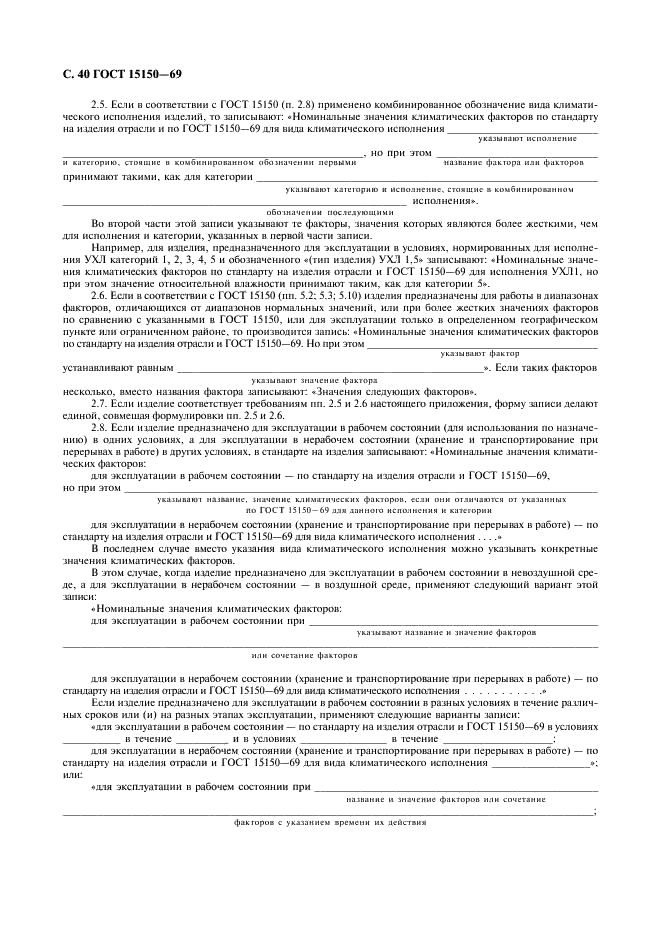 С. 40 ГОСТ 15150—69
2.5. Если в соответствии с ГОСТ 15150 (п. 2.8) применено комбинированное обозначение вида климати-
ческого исполнения изделий, то записывают: «Номинальные значения климатических факторов по стандарту
на изделия отрасли и по ГОСТ 15150—69 для вида климатического исполнения ____________
указывают исполнение
____________, но при этом ____________
и категорию, стоящие в комбинированном обозначении первыми название фактора или факторов
принимают такими, как для категории ____________
указывают категорию и исполнение, стоящие в комбинированном
____________ исполнения».
обозначении последующими
Во второй части этой записи указывают те факторы, значения которых являются более жесткими, чем
для исполнения и категории, указанных в первой части записи.
Например, для изделия, предназначенного для эксплуатации в условиях, нормированных для исполне-
ния УХЛ категорий 1, 2, 3, 4, 5 и обозначенного «(тип изделия) УХЛ 1,5» записывают: «Номинальные значе-
ния климатических факторов по стандарту на изделия отрасли и ГОСТ 15150—69 для исполнения УХЛ1, но
при этом значение относительной влажности принимают таким, как для категории 5».
2.6. Если в соответствии с ГОСТ 15150 (пп. 5.2; 5.3; 5.10) изделия предназначены для работы в диапазонах
факторов, отличающихся от диапазонов нормальных значений, или при более жестких значениях факторов
по сравнению с указанными в ГОСТ 15150, или для эксплуатации только в определенном географическом
пункте или ограниченном районе, то производится запись: «Номинальные значения климатических факторов
по стандарту на изделия отрасли и ГОСТ 15150—69. Но при этом ____________
указывают фактор
устанавливают равным ____________». Если таких факторов
указывают значение фактора
несколько, вместо названия фактора записывают: «Значения следующих факторов».
2.7. Если изделие соответствует требованиям пп. 2.5 и 2.6 настоящего приложения, форму записи делают
единой, совмещая формулировки пп. 2.5 и 2.6.
2.8. Если изделие предназначено для эксплуатации в рабочем состоянии (для использования по назначе-
нию) в одних условиях, а для эксплуатации в нерабочем состоянии (хранение и транспортирование при
перерывах в работе) в других условиях, в стандарте на изделия записывают: «Номинальные значения климати-
ческих факторов:
для эксплуатации в рабочем состоянии — по стандарту на изделия отрасли и ГОСТ 15150—69,
но при этом ____________
указывают название, значение климатических факторов, если они отличаются от указанных
по ГОСТ 15150—69 для данного исполнения и категории
для эксплуатации в нерабочем состоянии (хранение и транспортирование при перерывах в работе) — по
стандарту на изделия отрасли и ГОСТ 15150—69 для вида климатического исполнения . . . .»
В последнем случае вместо указания вида климатического исполнения можно указывать конкретные
значения климатических факторов.
В этом случае, когда изделие предназначено для эксплуатации в рабочем состоянии в невоздушной сре-
де, а для эксплуатации в нерабочем состоянии — в воздушной среде, применяют следующий вариант этой
записи:
«Номинальные значения климатических факторов:
для эксплуатации в рабочем состоянии при ____________
указывают название и значение факторов
____________
или сочетание факторов
для эксплуатации в нерабочем состоянии (хранение и транспортирование при перерывах в работе) — по
стандарту на изделия отрасли и ГОСТ 15150—69 для вида климатического исполнения . . . . . . . . . . .»
Если изделие предназначено для эксплуатации в рабочем состоянии в разных условиях в течение различ-
ных сроков или (и) на разных этапах эксплуатации, применяют следующие варианты записи:
«для эксплуатации в рабочем состоянии — по стандарту на изделия отрасли и ГОСТ 15150—69 в условиях
____________ в течение __________ и в условиях ____________ в течение ____________;
для эксплуатации в нерабочем состоянии (хранение и транспортирование при перерывах в работе) — по
стандарту на изделия отрасли и ГОСТ 15150—69 для вида климатического исполнения ____________»;
или:
«для эксплуатации в рабочем состоянии при ____________
название и значение факторов или сочетание
____________;
факторов с указанием времени их действия